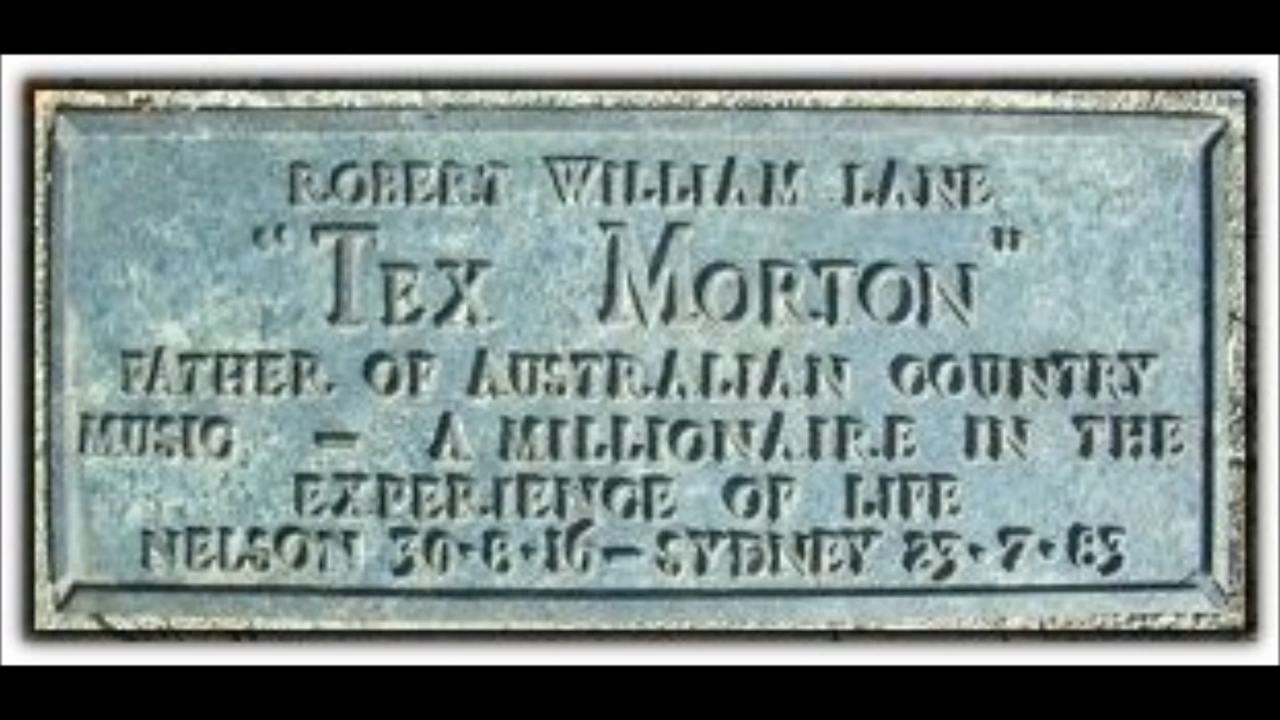 ROBERT WILLIAM LANE
"TEX MORTON"
FATHER OF AUSTRALIAN COUNTRY
MUSIC - A MILLIONAIRE IN THE
EXPERIENCE OF LIFE
NELSON 30·8·16-SYDNEY 23·7·83